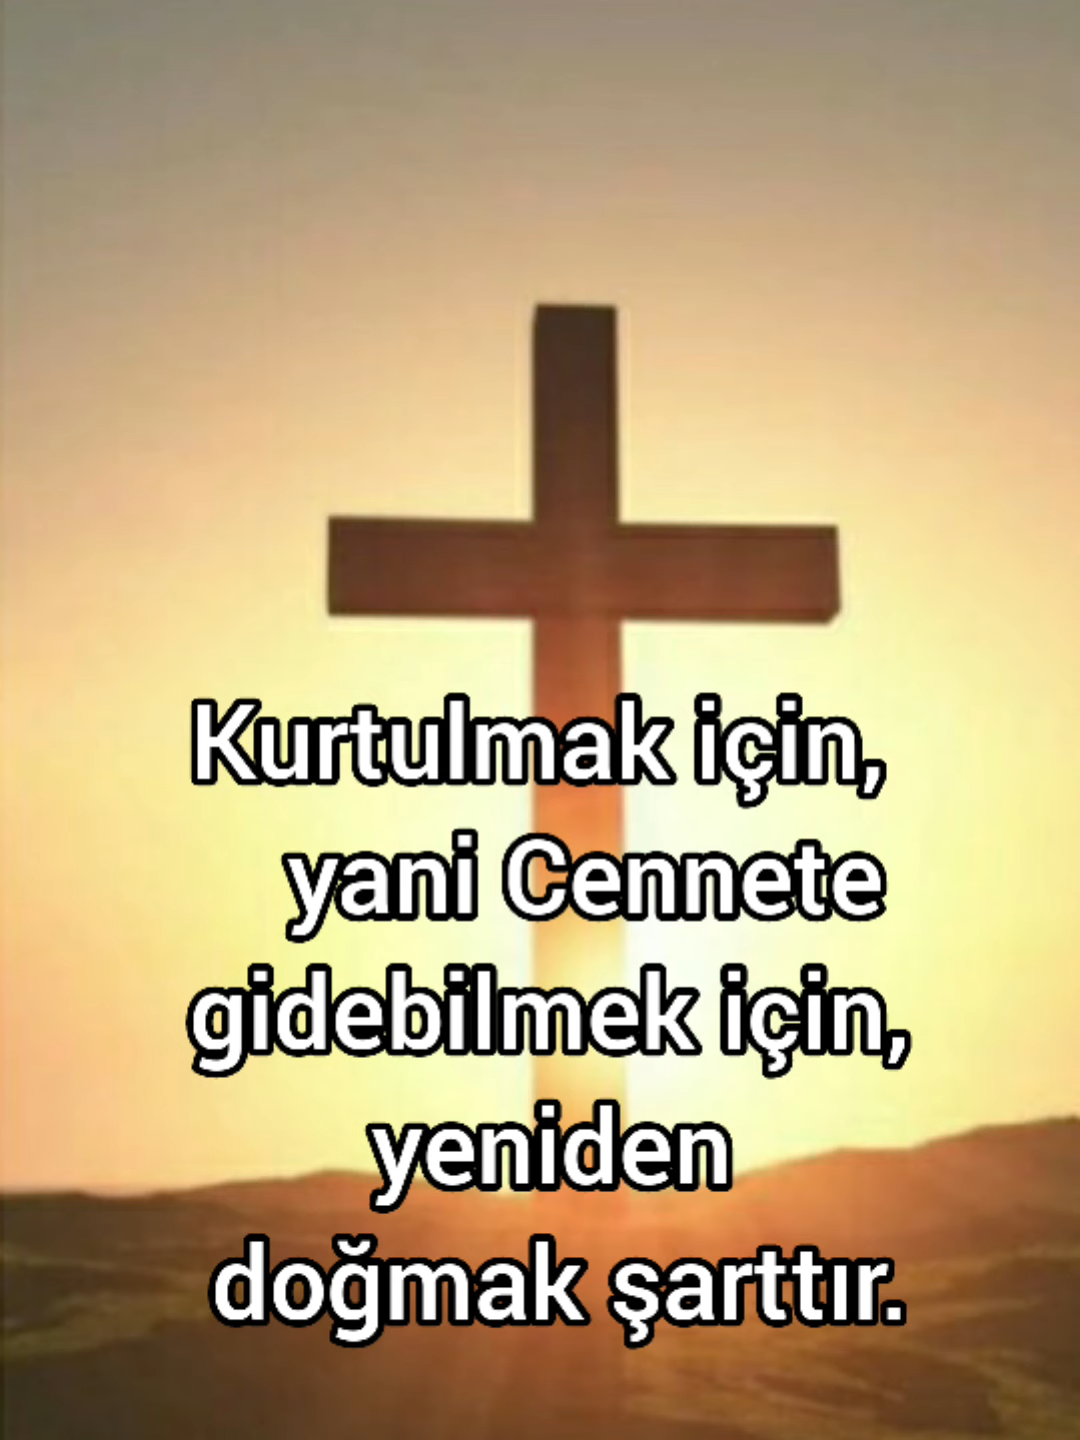 Kurtulmak için,
yani Cennete
gidebilmek için,
yeniden
doğmak şarttır.